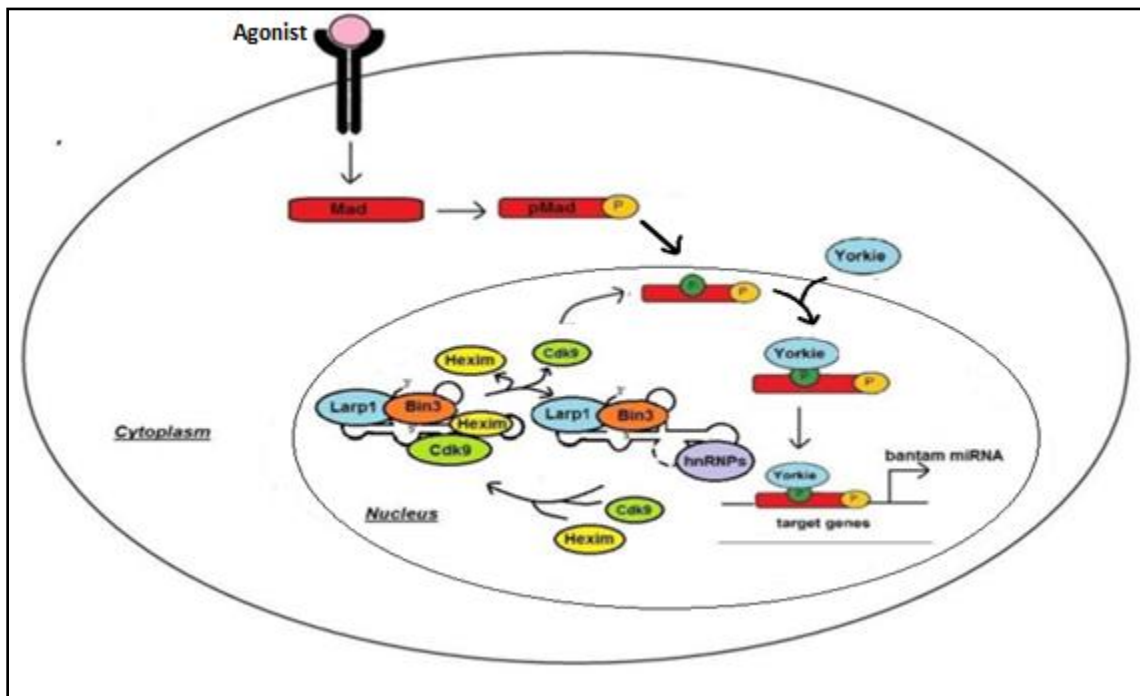 Agonist
Mad
pMad
P
Yorkie
P
P
Hexim
Cdk9
Yorkie
P
P
Larp1
Bin3
Hexim
Cdk9
Larp1
Bin3
hnRNPs
Cytoplasm
bantam miRNA
Yorkie
P
P
Nucleus
Cdk9
Hexim
target genes